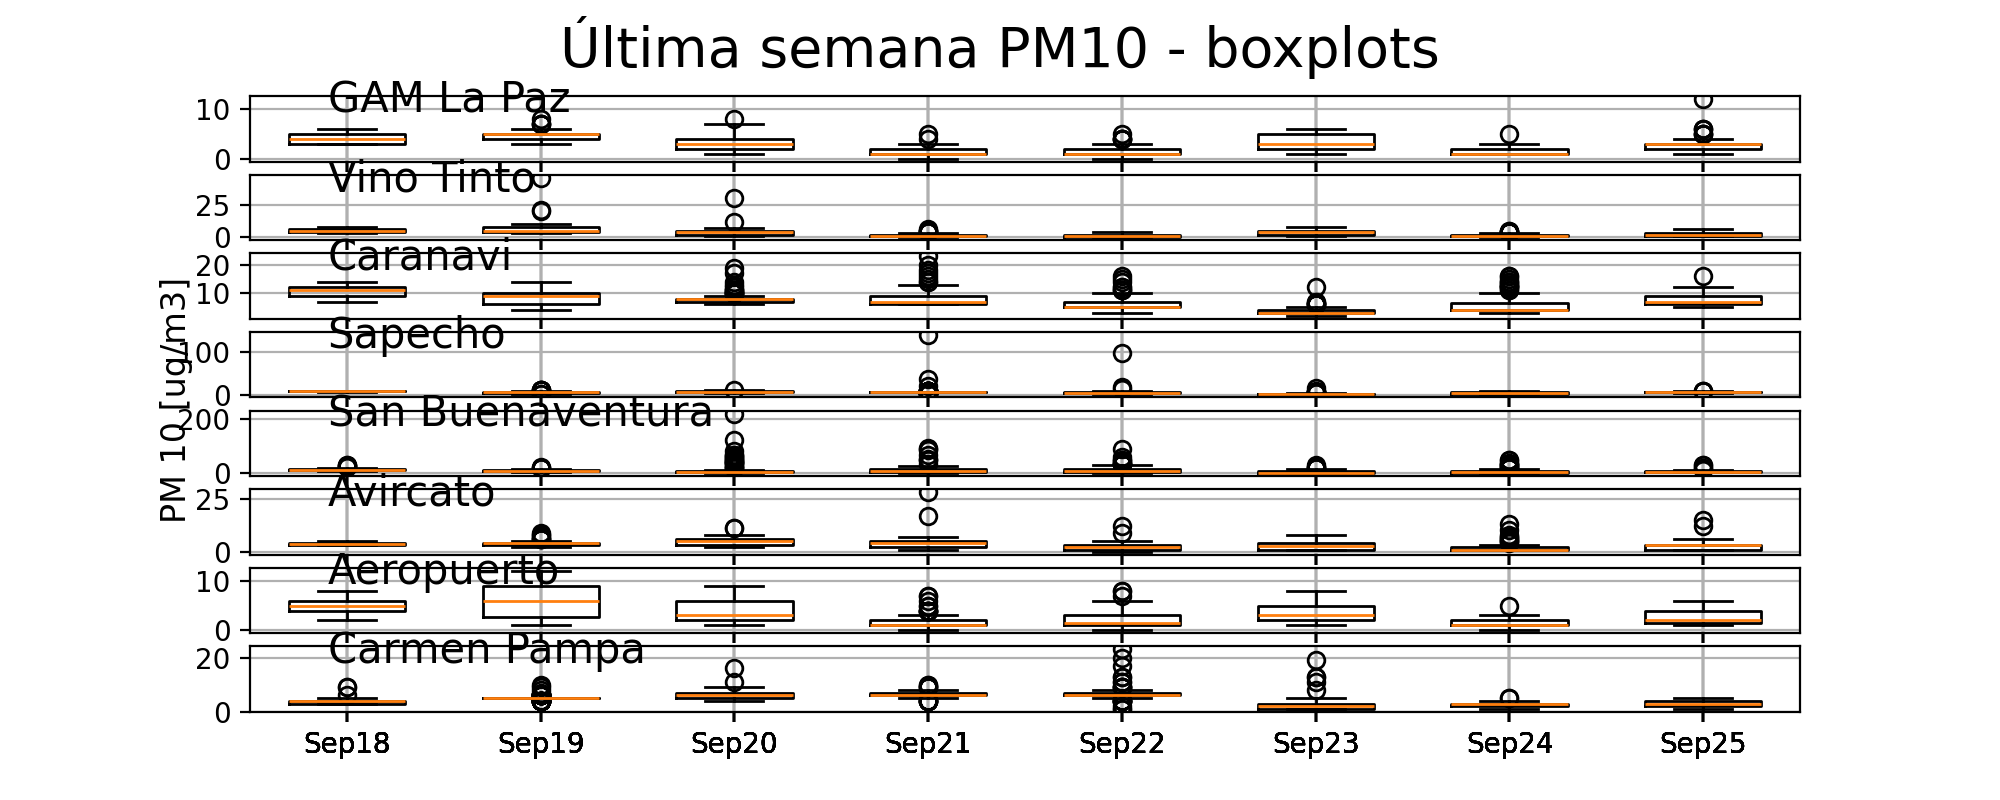 Última semana PM10 - boxplots
GAM La Paz
10
0
Vino Tinto
25
0
Caranavi
20
10
Sapecho
100
0
PM 10 [ug/m3]
San Buenaventura
200
0
Avircato
25
0
Aeropuerto
10
0
Carmen Pampa
20
0
Sep18 Sep19 Sep20 Sep21 Sep22 Sep23 Sep24 Sep25